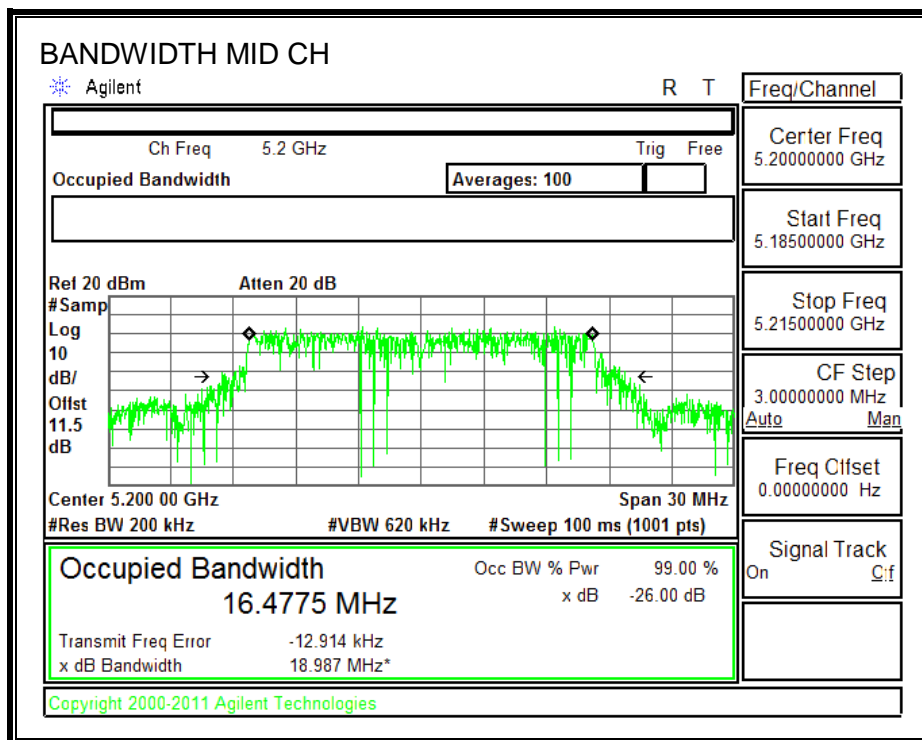 BANDWIDTH MID CH
Agilent R T
Freq/Channel
Ch Freq 5.2 GHz Trig Free
Occupied Bandwidth Averages: 100
Center Freq
5.20000000 GHz
Start Freq
5.18500000 GHz
Stop Freq
5.21500000 GHz
CF Step
3.00000000 MHz
Auto Man
Freq Offset
0.00000000 Hz
Signal Track
On Off
Ref 20 dBm Atten 20 dB
#Samp
Log
10
dB/
Offst
11.5
dB
Center 5.200 00 GHz Span 30 MHz
#Res BW 200 kHz #VBW 620 kHz #Sweep 100 ms (1001 pts)
Occupied Bandwidth Occ BW % Pwr 99.00 %
16.4775 MHz x dB -26.00 dB
Transmit Freq Error -12.914 kHz
x dB Bandwidth 18.987 MHz*
Copyright 2000-2011 Agilent Technologies